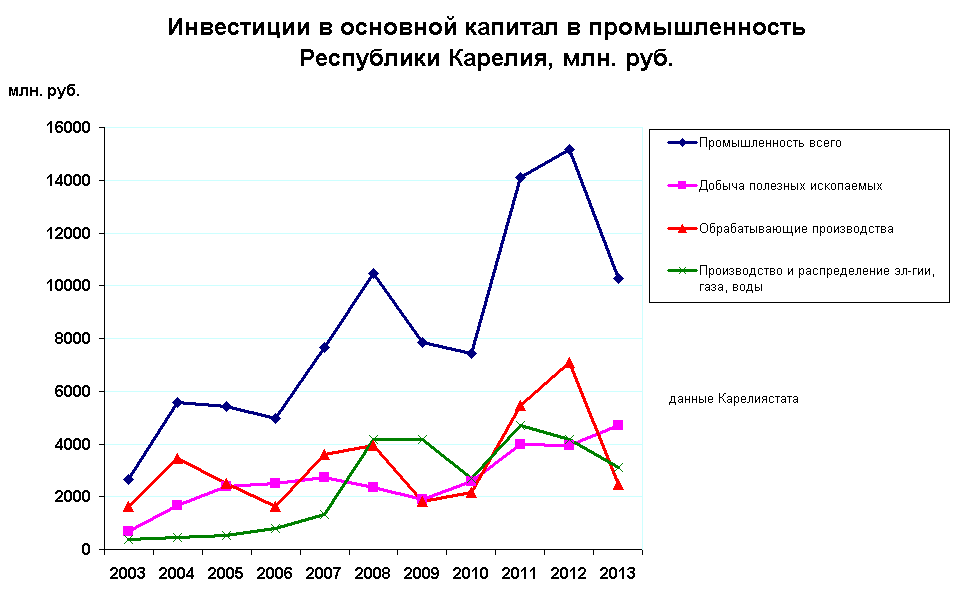 Инвестиции в основной капитал в промышленность
Республики Карелия, млн. руб.
млн. руб.
16000
14000
12000
10000
8000
6000
4000
2000
0
2003 2004 2005 2006 2007 2008 2009 2010 2011 2012 2013
Промышленность всего
Добыча полезных ископаемых
Обрабатывающие производства
Производство и распределение эл-гии,
газа, воды
данные Карелиястата